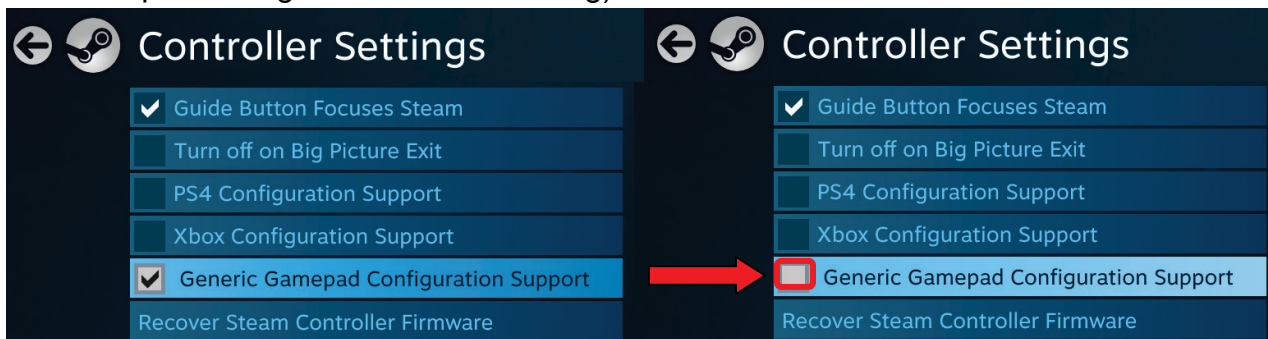 Controller Settings
Guide Button Focuses Steam
Turn off on Big Picture Exit
PS4 Configuration Support
Xbox Configuration Support
Generic Gamepad Configuration Support
Recover Steam Controller Firmware
Controller Settings
Guide Button Focuses Steam
Turn off on Big Picture Exit
PS4 Configuration Support
Xbox Configuration Support
Generic Gamepad Configuration Support
Recover Steam Controller Firmware